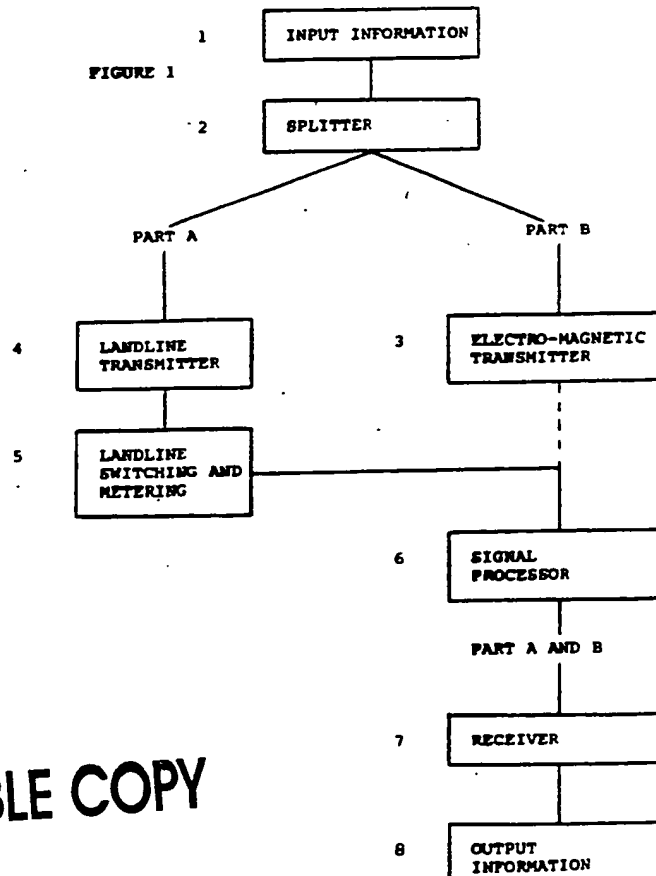 1 INPUT INFORMATION
FIGURE 1
2 SPLITTER
PART A PART B
4 LANDLINE
TRANSMITTER
3 ELECTRO-MAGNETIC
TRANSMITTER
5 LANDLINE
SWITCHING AND
METERING
6 SIGNAL
PROCESSOR
PART A AND B
7 RECEIVER
BLE COPY
8 OUTPUT
INFORMATION